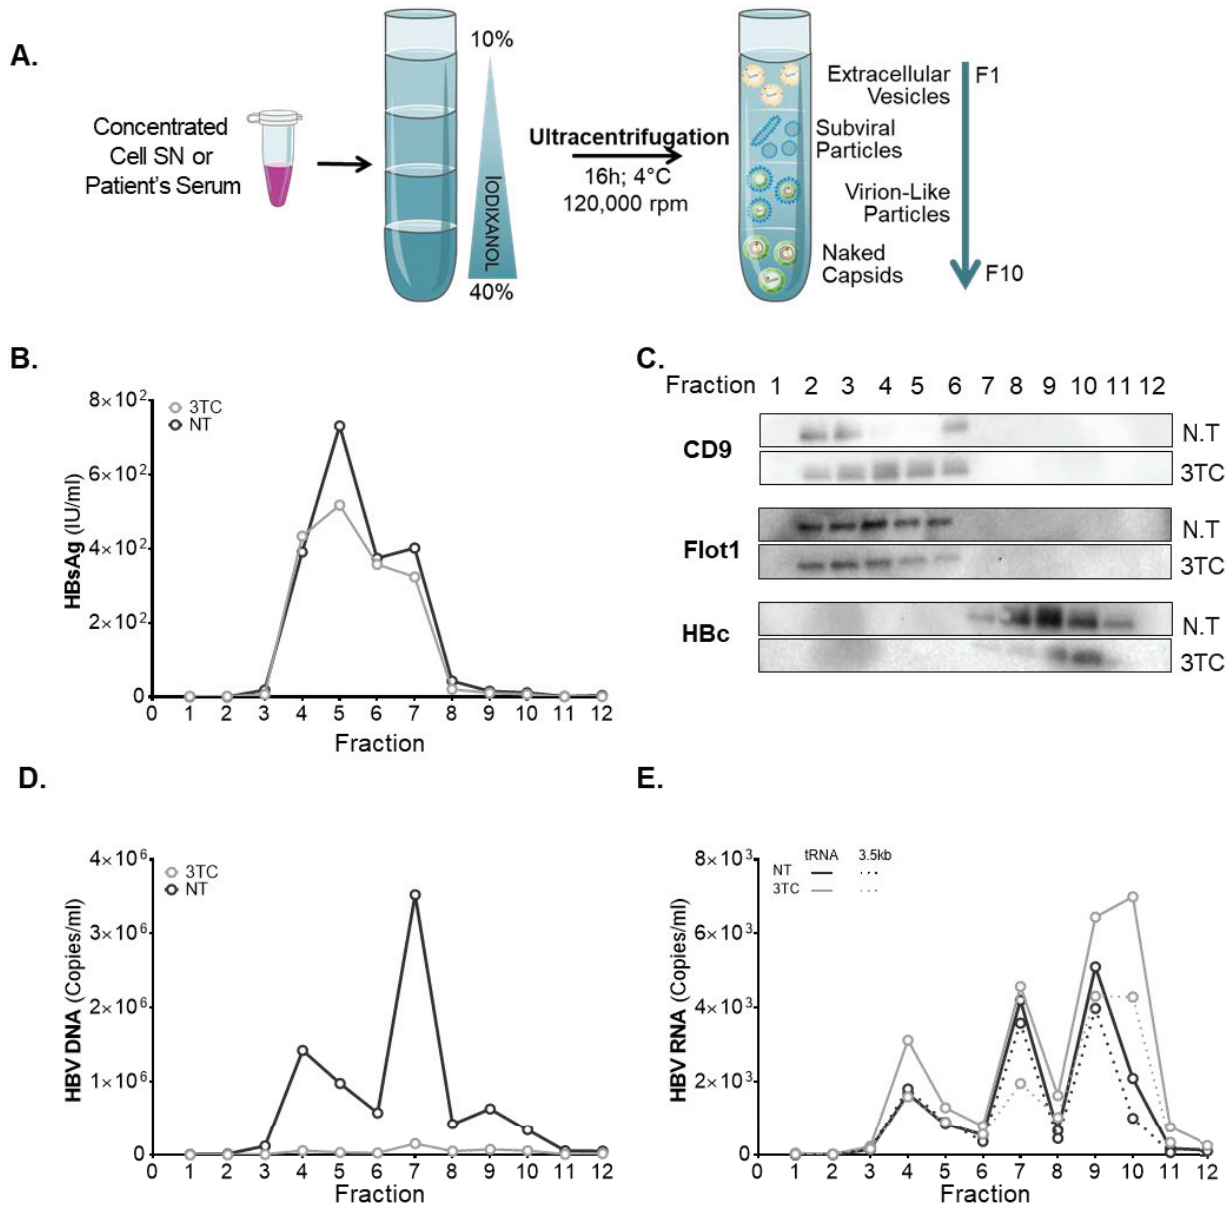 A.
Concentrated
Cell SN or
Patient's Serum
10%
IODIXANOL
40%
Ultracentrifugation
16h; 4°C
120,000 rpm
Extracellular
Vesicles
Subviral
Particles
Virion-Like
Particles
Naked
Capsids
F1
F10
B.
8×10²
6×10²
4×10²
2×10²
0
HBsAg (IU/ml)
3TC
NT
0 1 2 3 4 5 6 7 8 9 10 11 12
Fraction
C.
Fraction 1 2 3 4 5 6 7 8 9 10 11 12
CD9
N.T
3TC
Flot1
N.T
3TC
HBc
N.T
3TC
D.
4×10⁶
3×10⁶
2×10⁶
1×10⁶
0
HBV DNA (Copies/ml)
3TC
NT
0 1 2 3 4 5 6 7 8 9 10 11 12
Fraction
E.
8×10³
6×10³
4×10³
2×10³
0
HBV RNA (Copies/ml)
tRNA 3.5kb
NT
3TC
0 1 2 3 4 5 6 7 8 9 10 11 12
Fraction